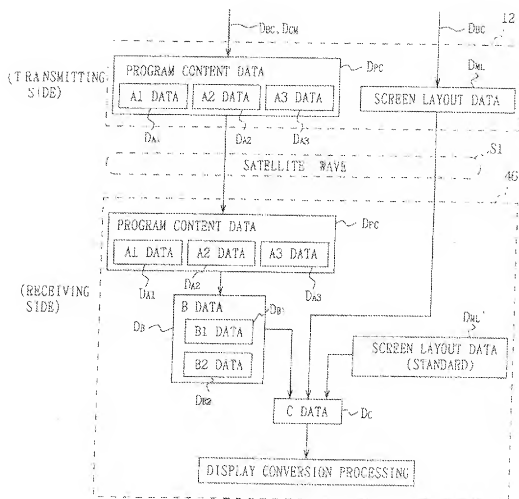 DBC, DCM
DBC
12
(TRANSMITTING
SIDE)
PROGRAM CONTENT DATA
DPC
DML
A1 DATA
A2 DATA
A3 DATA
SCREEN LAYOUT DATA
DA1
DA2
DA3
S1
SATELLITE WAVE
46
PROGRAM CONTENT DATA
DPC
A1 DATA
A2 DATA
A3 DATA
DA1
DA2
DA3
(RECEIVING
SIDE)
B DATA
DB1
DB
B1 DATA
DML'
B2 DATA
SCREEN LAYOUT DATA
(STANDARD)
DB2
C DATA
DC
DISPLAY CONVERSION PROCESSING